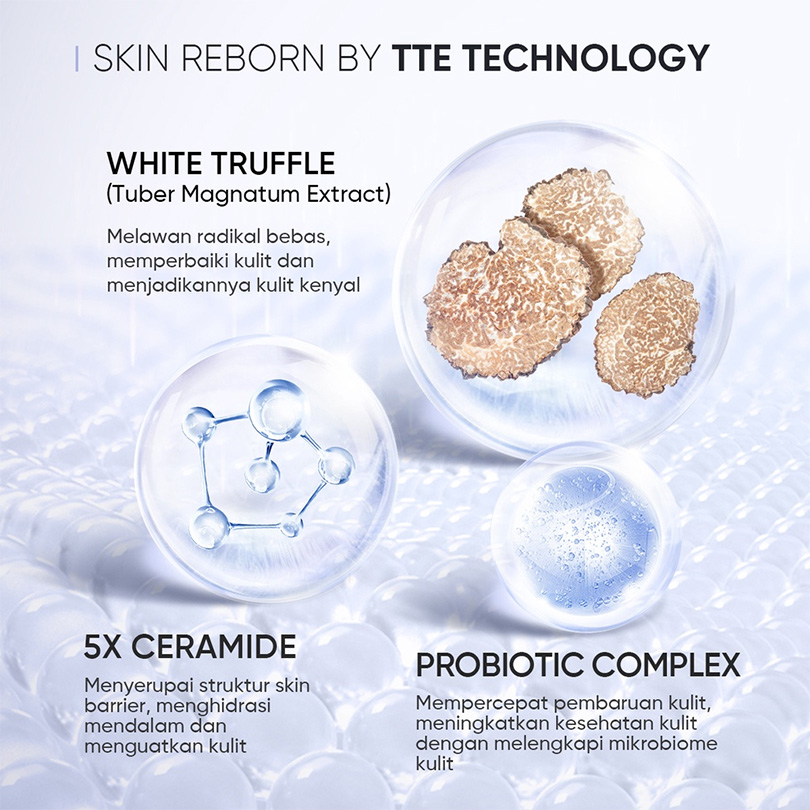 SKIN REBORN BY TTE TECHNOLOGY
WHITE TRUFFLE
(Tuber Magnatum Extract)
Melawan radikal bebas,
memperbaiki kulit dan
menjadikannya kulit kenyal
5X CERAMIDE
Menyerupai struktur skin
barrier, menghidrasi
mendalam dan
menguatkan kulit
PROBIOTIC COMPLEX
Mempercepat pembaruan kulit,
meningkatkan kesehatan kulit
dengan melengkapi mikrobiome
kulit